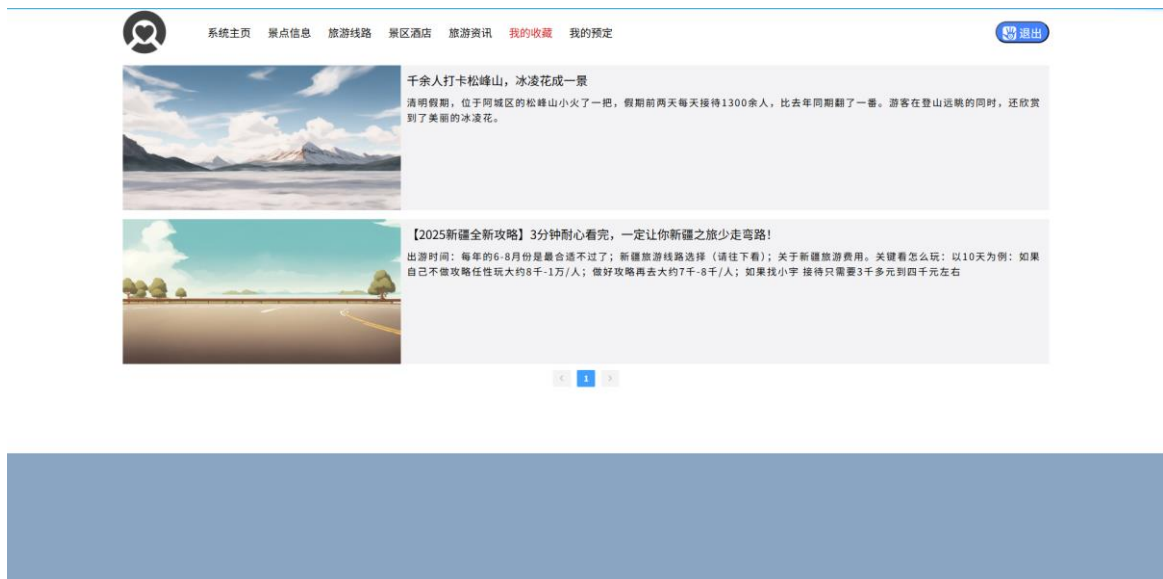 系统主页 景点信息 旅游线路 景区酒店 旅游资讯 我的收藏 我的预定 退出
千余人打卡松峰山，冰凌花成一景
清明假期，位于阿城区的松峰山小火了一把，假期前两天每天接待1300余人，比去年同期翻了一番。游客在登山远眺的同时，还欣赏
到了美丽的冰凌花。
【2025新疆全新攻略】3分钟耐心看完，一定让你新疆之旅少走弯路！
出游时间：每年的6-8月份是最合适不过了；新疆旅游线路选择（请往下看）；关于新疆旅游费用。关键看怎么玩：以10天为例：如果
自己不做攻略任性玩大约8千-1万/人；做好攻略再去大约7千-8千/人；如果找小宇 接待只需要3千多元到四千元左右
1